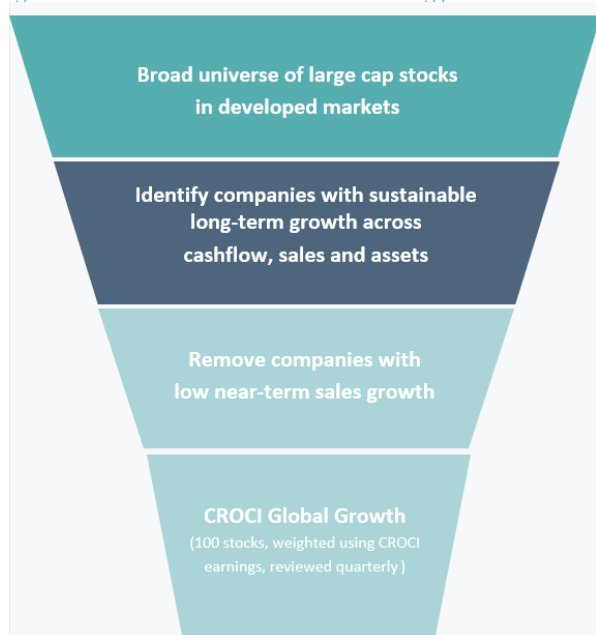 Broad universe of large cap stocks
in developed markets
Identify companies with sustainable
long-term growth across
cashflow, sales and assets
Remove companies with
low near-term sales growth
CROCI Global Growth
(100 stocks, weighted using CROCI
earnings, reviewed quarterly)